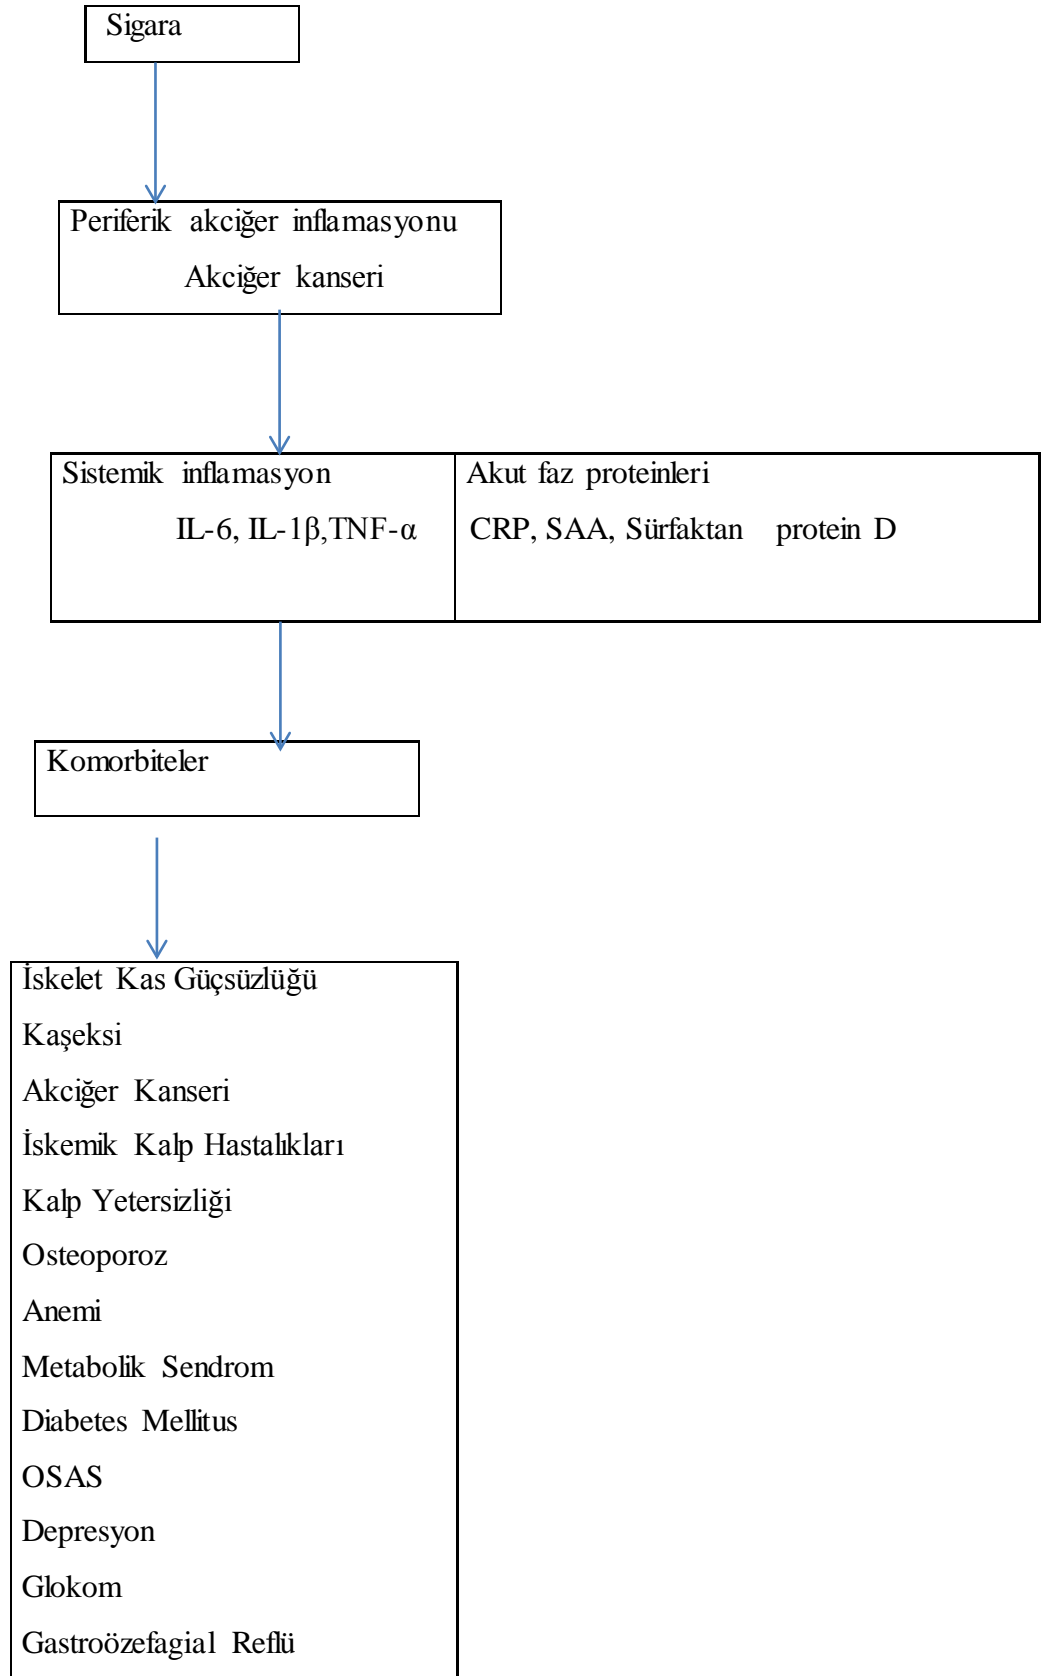 Sigara
Periferik akciğer inflamasyonu
Akciğer kanseri
Sistemik inflamasyon
IL-6, IL-1β,TNF-α
Akut faz proteinleri
CRP, SAA, Sürfaktan protein D
Komorbiteler
İskelet Kas Güçsüzlüğü
Kaşeksi
Akciğer Kanseri
İskemik Kalp Hastalıkları
Kalp Yetersizliği
Osteoporoz
Anemi
Metabolik Sendrom
Diabetes Mellitus
OSAS
Depresyon
Glokom
Gastroözefagial Reflü